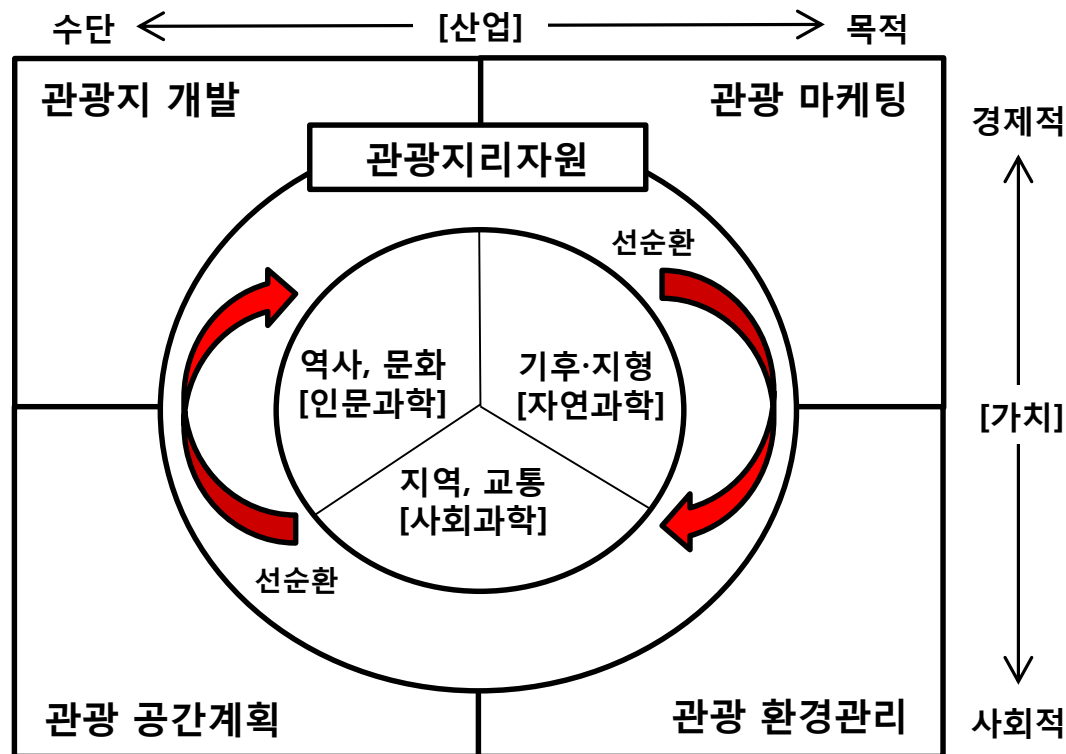 수단 [산업] 목적
관광지 개발
관광 마케팅
경제적
관광지리자원
선순환
역사, 문화
[인문과학]
기후·지형
[자연과학]
[가치]
지역, 교통
[사회과학]
선순환
관광 공간계획
관광 환경관리
사회적